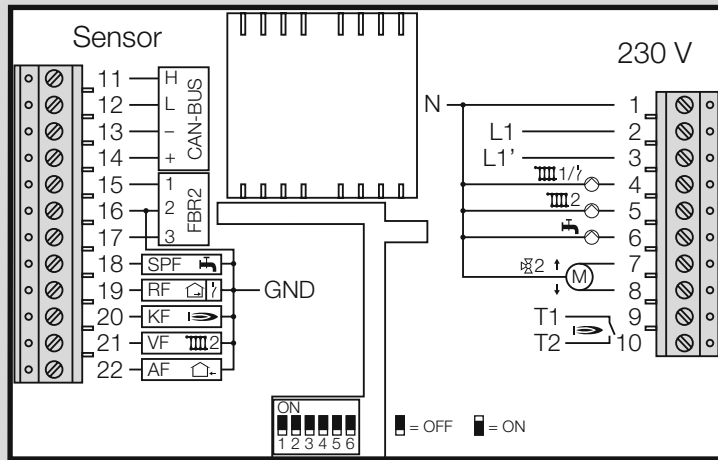 Sensor
11 H
12 L
13 –
14 +
CAN-BUS
15 1
16 2
17 3
FBR2
18 SPF
19 RF
20 KF
21 VF 2
22 AF
GND
230 V
N 1
L1 2
L1' 3
1/ 4
2 5
6
2 M 7
8
T1 9
T2 10
ON
1 2 3 4 5 6
= OFF = ON